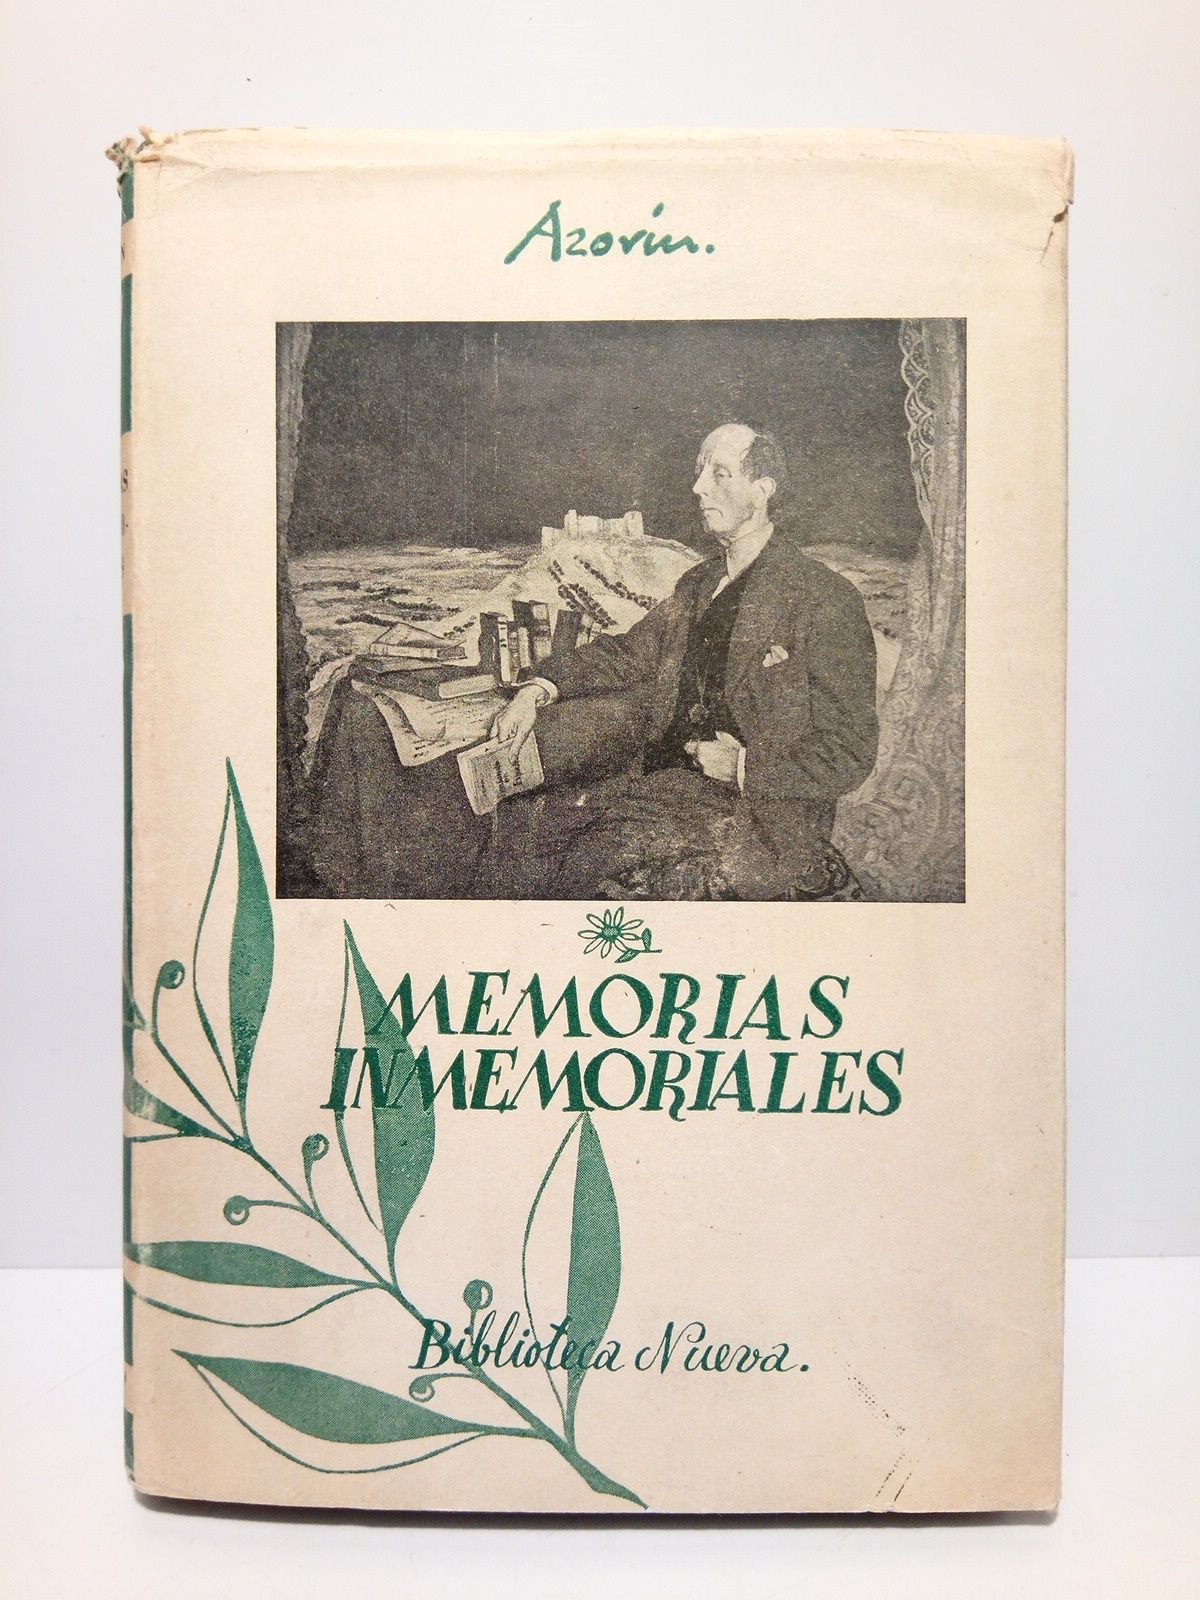 Azorín.
MEMORIAS
INMEMORIALES
Biblioteca Nueva.